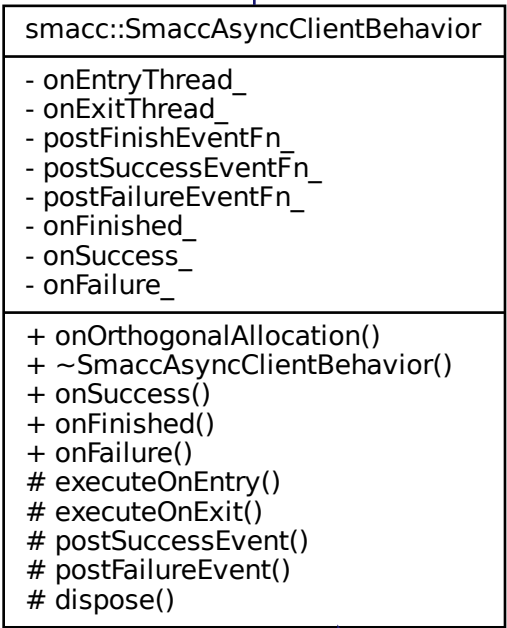 smacc::SmaccAsyncClientBehavior
- onEntryThread_
- onExitThread_
- postFinishEventFn_
- postSuccessEventFn_
- postFailureEventFn_
- onFinished_
- onSuccess_
- onFailure_
+ onOrthogonalAllocation()
+ ~SmaccAsyncClientBehavior()
+ onSuccess()
+ onFinished()
+ onFailure()
# executeOnEntry()
# executeOnExit()
# postSuccessEvent()
# postFailureEvent()
# dispose()